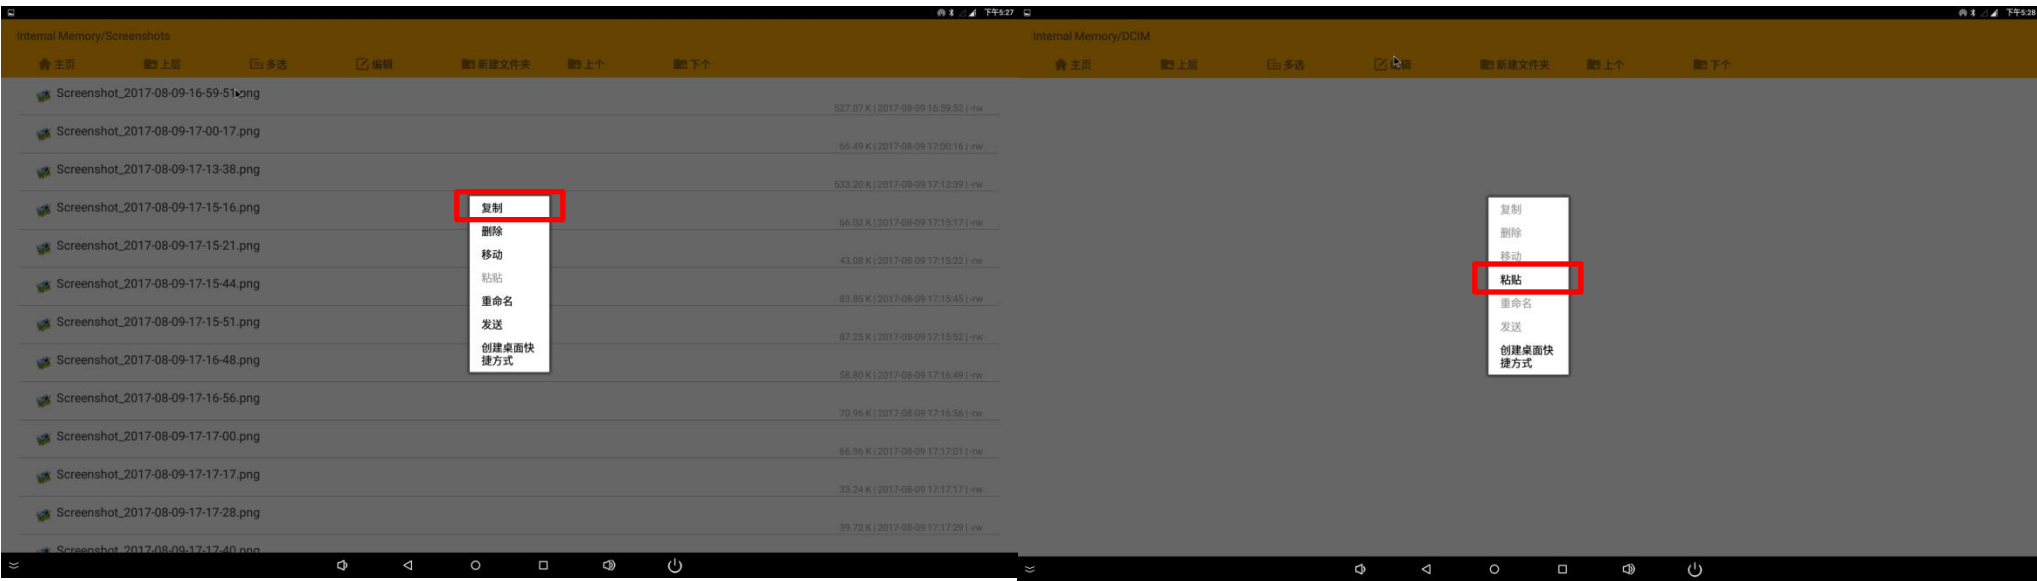 下午5:27
Internal Memory/Screenshots
主页 上层 多选 编辑 新建文件夹 上个 下个
Screenshot_2017-08-09-16-59-51.png
527.07 K | 2017-08-09 16:59:52 | -rw
Screenshot_2017-08-09-17-00-17.png
66.49 K | 2017-08-09 17:00:16 | -rw
Screenshot_2017-08-09-17-13-38.png
533.20 K | 2017-08-09 17:13:39 | -rw
Screenshot_2017-08-09-17-15-16.png
66.02 K | 2017-08-09 17:15:17 | -rw
Screenshot_2017-08-09-17-15-21.png
43.08 K | 2017-08-09 17:15:22 | -rw
Screenshot_2017-08-09-17-15-44.png
83.85 K | 2017-08-09 17:15:45 | -rw
Screenshot_2017-08-09-17-15-51.png
87.25 K | 2017-08-09 17:15:52 | -rw
Screenshot_2017-08-09-17-16-48.png
58.80 K | 2017-08-09 17:16:49 | -rw
Screenshot_2017-08-09-17-16-56.png
70.96 K | 2017-08-09 17:16:56 | -rw
Screenshot_2017-08-09-17-17-00.png
66.96 K | 2017-08-09 17:17:01 | -rw
Screenshot_2017-08-09-17-17-17.png
33.24 K | 2017-08-09 17:17:17 | -rw
Screenshot_2017-08-09-17-17-28.png
39.72 K | 2017-08-09 17:17:29 | -rw
Screenshot_2017-08-09-17-17-40.png
复制
删除
移动
粘贴
重命名
发送
创建桌面快
捷方式
下午5:28
Internal Memory/DCIM
主页 上层 多选 编辑 新建文件夹 上个 下个
复制
删除
移动
粘贴
重命名
发送
创建桌面快
捷方式